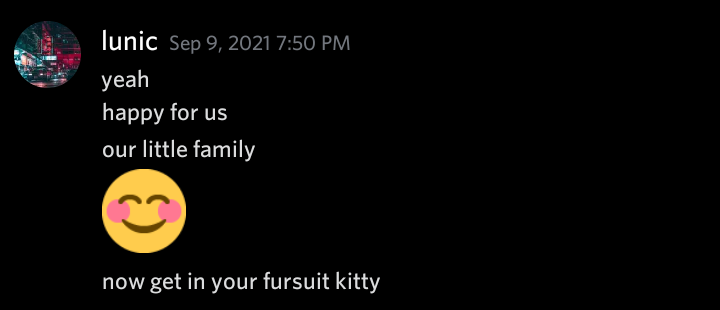 lunic Sep 9, 2021 7:50 PM
yeah
happy for us
our little family
now get in your fursuit kitty